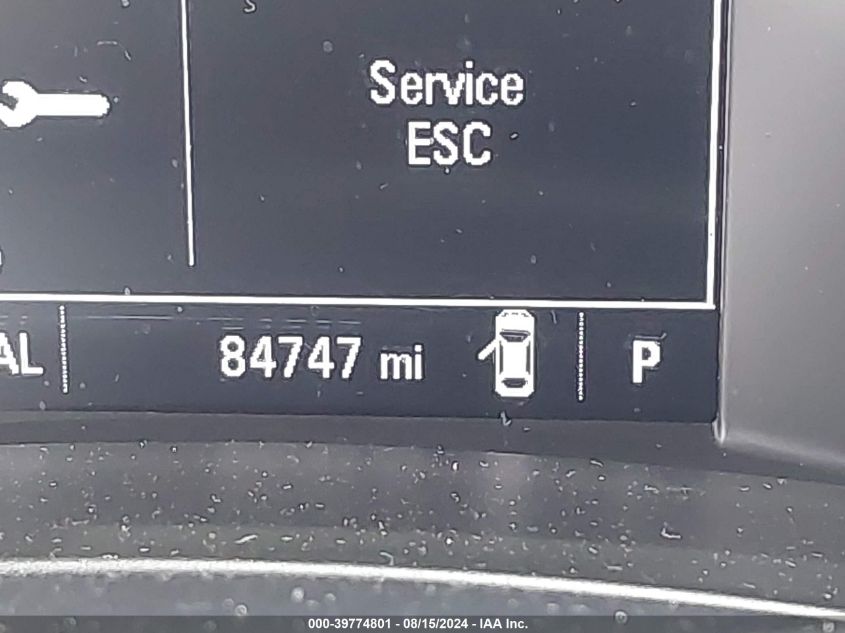 Service
ESC
AL
84747 mi
P
000-39774801 - 08/15/2024 - IAA Inc.